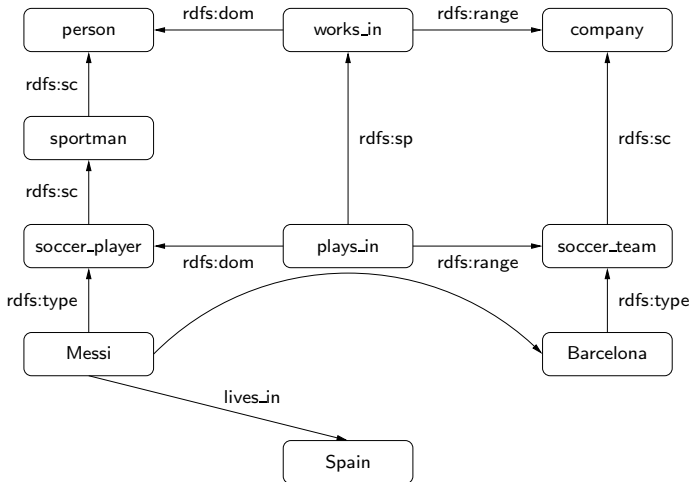 person
rdfs:dom
works_in
rdfs:range
company
rdfs:sc
sportman
rdfs:sp
rdfs:sc
rdfs:sc
soccer_player
rdfs:dom
plays_in
rdfs:range
soccer_team
rdfs:type
rdfs:type
Messi
Barcelona
lives_in
Spain